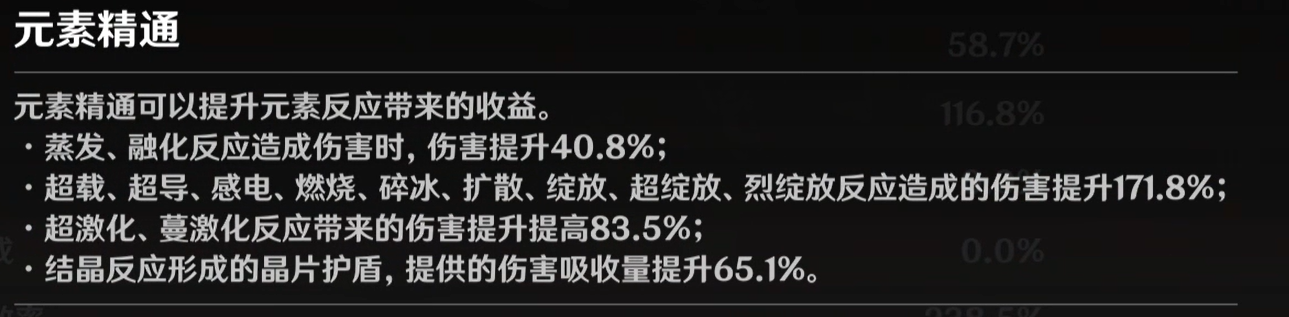 元素精通
58.7%
元素精通可以提升元素反应带来的收益。
116.8%
·蒸发、融化反应造成伤害时，伤害提升40.8%；
·超载、超导、感电、燃烧、碎冰、扩散、绽放、超绽放、烈绽放反应造成的伤害提升171.8%；
·超激化、蔓激化反应带来的伤害提升提高83.5%；
0.0%
·结晶反应形成的晶片护盾，提供的伤害吸收量提升65.1%。